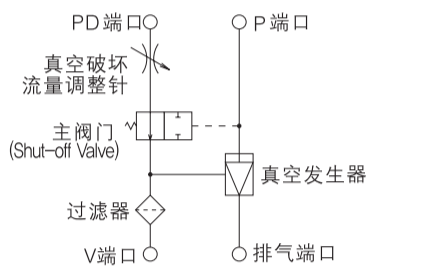 PD端口
P端口
真空破坏
流量调整针
主阀门
(Shut-off Valve)
真空发生器
过滤器
V端口
排气端口